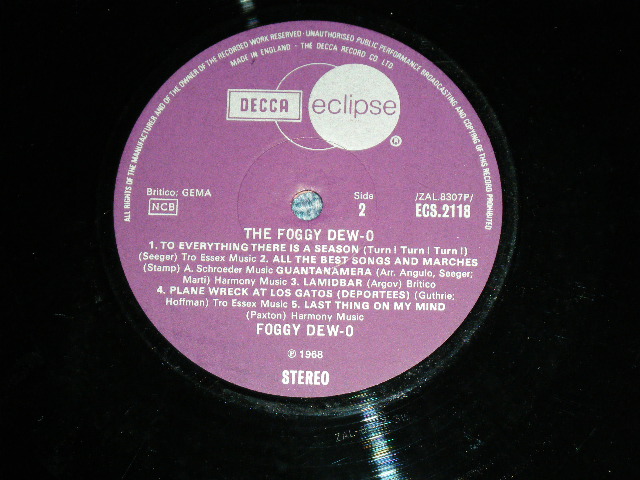 ALL RIGHTS OF THE MANUFACTURER AND OF THE OWNER OF THE RECORDED WORK RESERVED · UNAUTHORISED PUBLIC PERFORMANCE BROADCASTING AND COPYING OF THIS RECORD PROHIBITED
MADE IN ENGLAND · THE DECCA RECORD CO LTD
DECCA eclipse
®
Britico; GEMA
NCB
Side
2
/ZAL.8307P/
ECS.2118
THE FOGGY DEW-O
1. TO EVERYTHING THERE IS A SEASON (Turn! Turn! Turn!)
(Seeger) Tro Essex Music 2. ALL THE BEST SONGS AND MARCHES
(Stamp) A. Schroeder Music GUANTANAMERA (Arr. Angulo, Seeger;
Marti) Harmony Music 3. LAMIDBAR (Argov) Britico
4. PLANE WRECK AT LOS GATOS (DEPORTEES) (Guthrie;
Hoffman) Tro Essex Music 5. LAST THING ON MY MIND
(Paxton) Harmony Music
FOGGY DEW-O
℗ 1968
STEREO